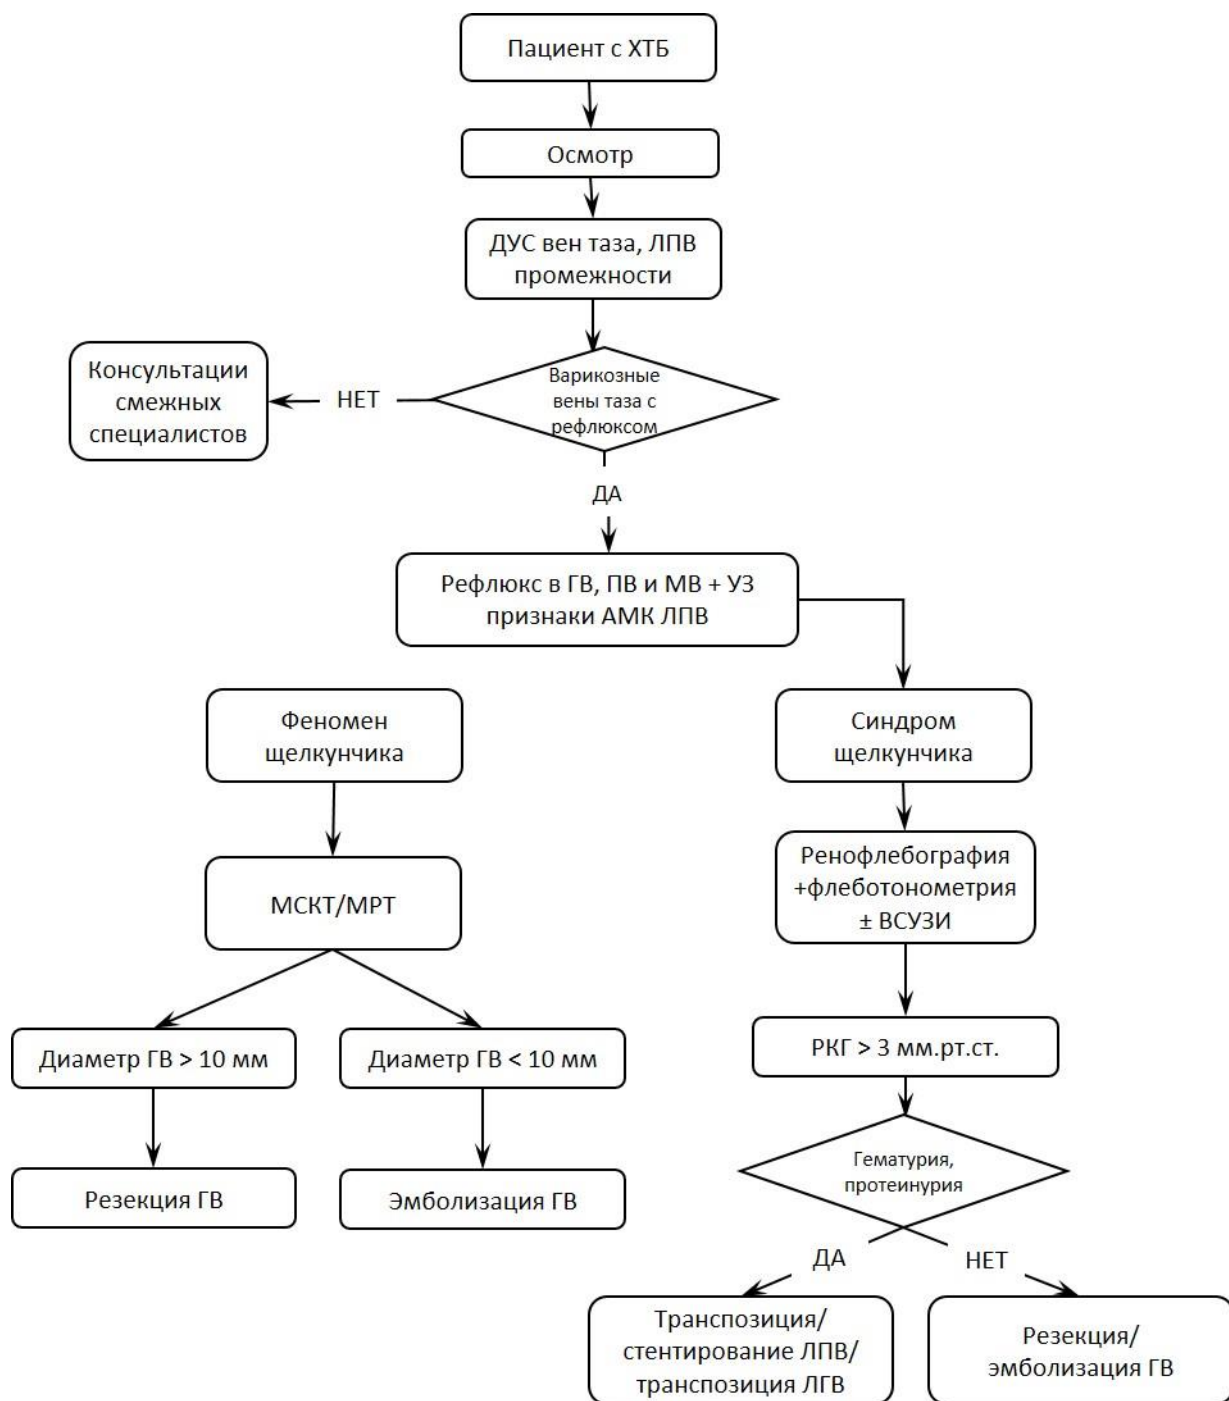 Пациент с ХТБ
Осмотр
ДУС вен таза, ЛПВ
промежности
Варикозные
вены таза с
рефлюксом
НЕТ
Консультации
смежных
специалистов
ДА
Рефлюкс в ГВ, ПВ и МВ + УЗ
признаки АМК ЛПВ
Феномен
щелкунчика
МСКТ/МРТ
Диаметр ГВ > 10 мм
Диаметр ГВ < 10 мм
Резекция ГВ
Эмболизация ГВ
Синдром
щелкунчика
Ренофлебография
+флеботонометрия
± ВСУЗИ
РКГ > 3 мм.рт.ст.
Гематурия,
протеинурия
ДА
НЕТ
Транспозиция/
стентирование ЛПВ/
транспозиция ЛГВ
Резекция/
эмболизация ГВ